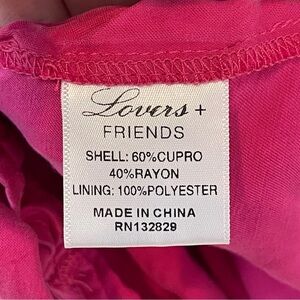 Lovers +
FRIENDS
SHELL: 60%CUPRO
40%RAYON
LINING: 100%POLYESTER
MADE IN CHINA
RN132829